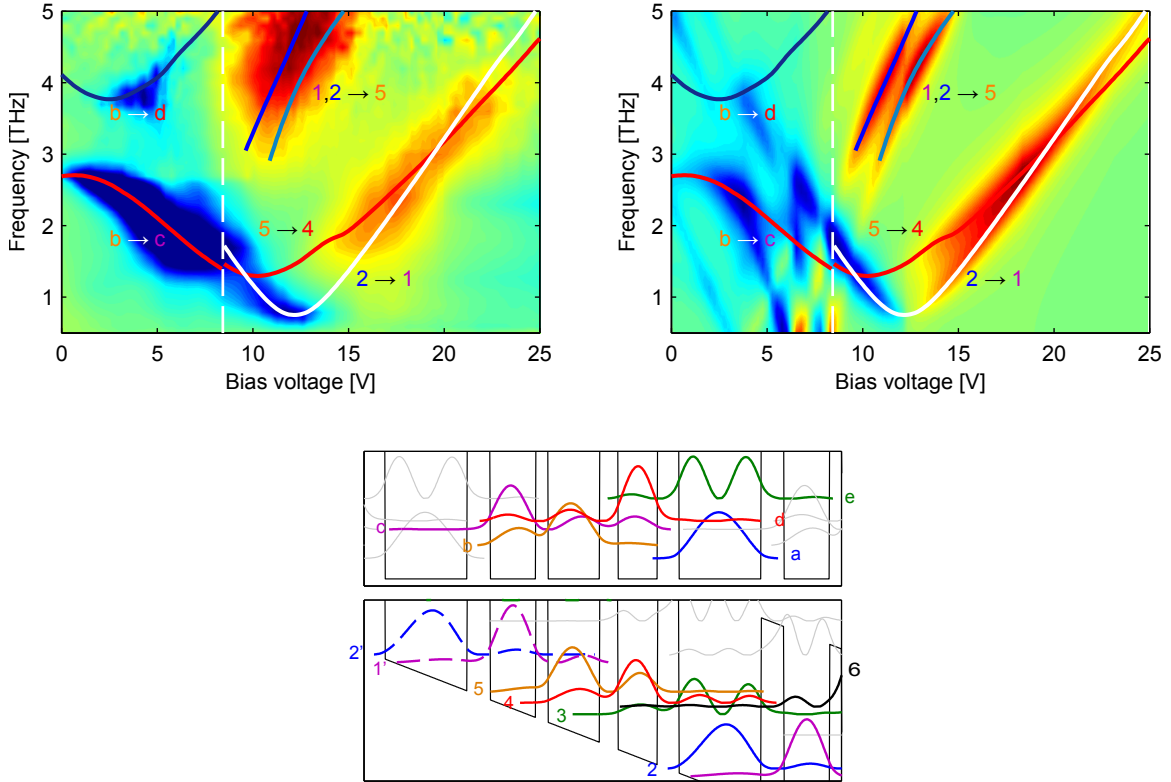 5
4
3
2
1
Frequency [THz]
b → d
b → c
1,2 → 5
5 → 4
2 → 1
0 5 10 15 20 25
Bias voltage [V]
5
4
3
2
1
Frequency [THz]
b → d
b → c
1,2 → 5
5 → 4
2 → 1
0 5 10 15 20 25
Bias voltage [V]
e
c
d
b
a
2'
1'
6
5
4
3
2